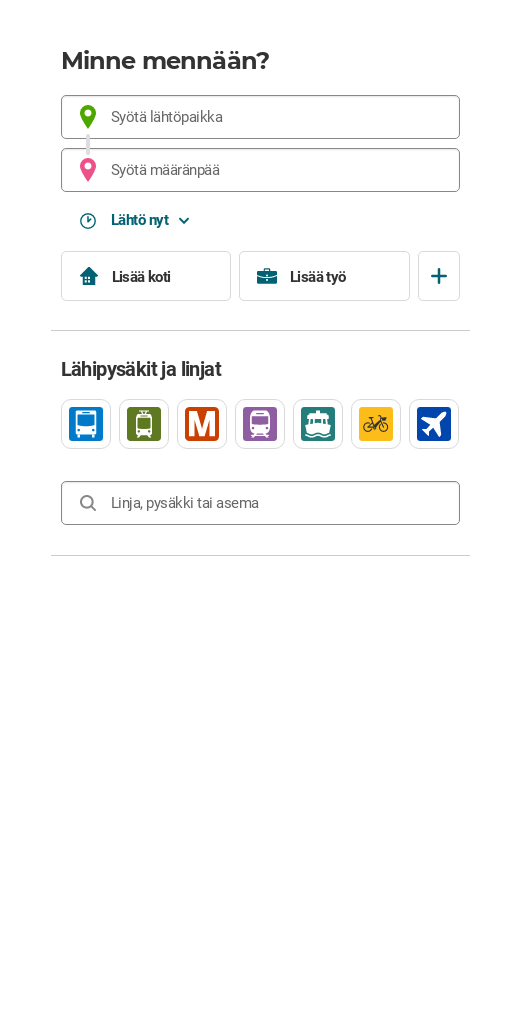 Minne mennään?
Syötä lähtöpaikka
Syötä määränpää
Lähtö nyt
Lisää koti
Lisää työ
Lähipysäkit ja linjat
M
Linja, pysäkki tai asema